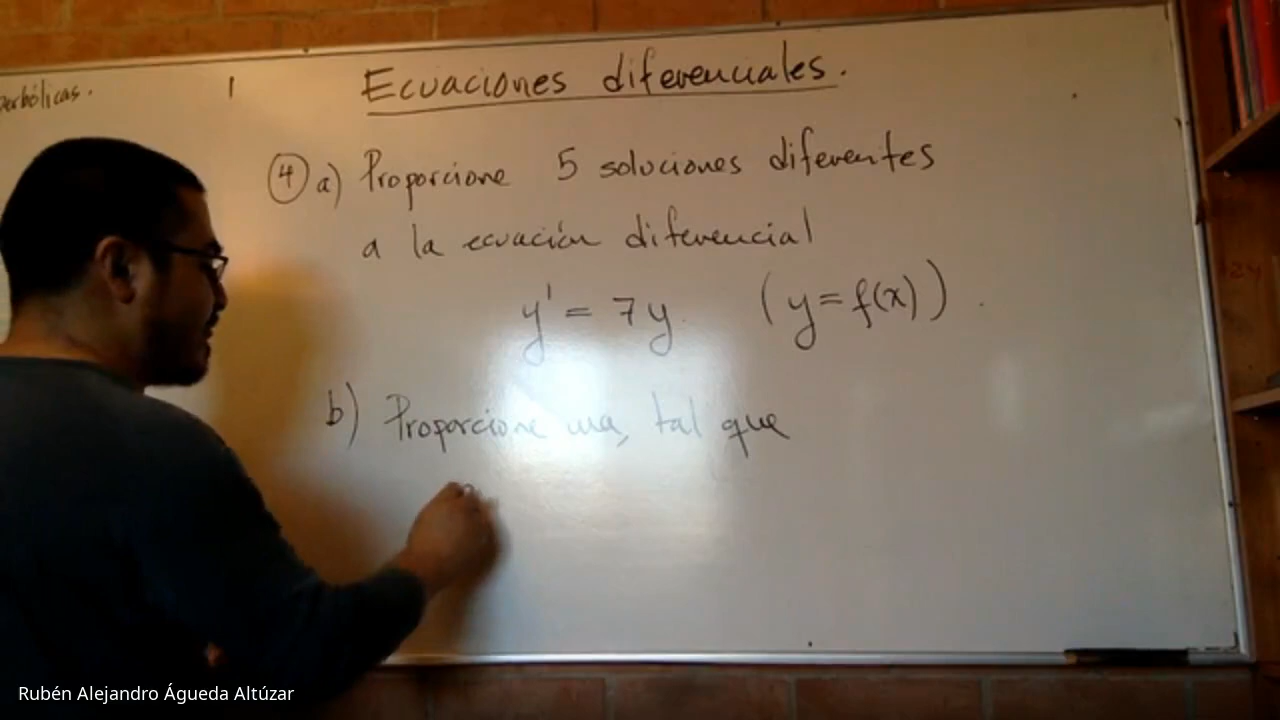 perbólicas.
Ecuaciones diferenciales.
4 a) Proporcione 5 soluciones diferentes
a la ecuación diferencial
y' = 7y (y=f(x)).
b) Proporcione una, tal que
Rubén Alejandro Águeda Altúzar